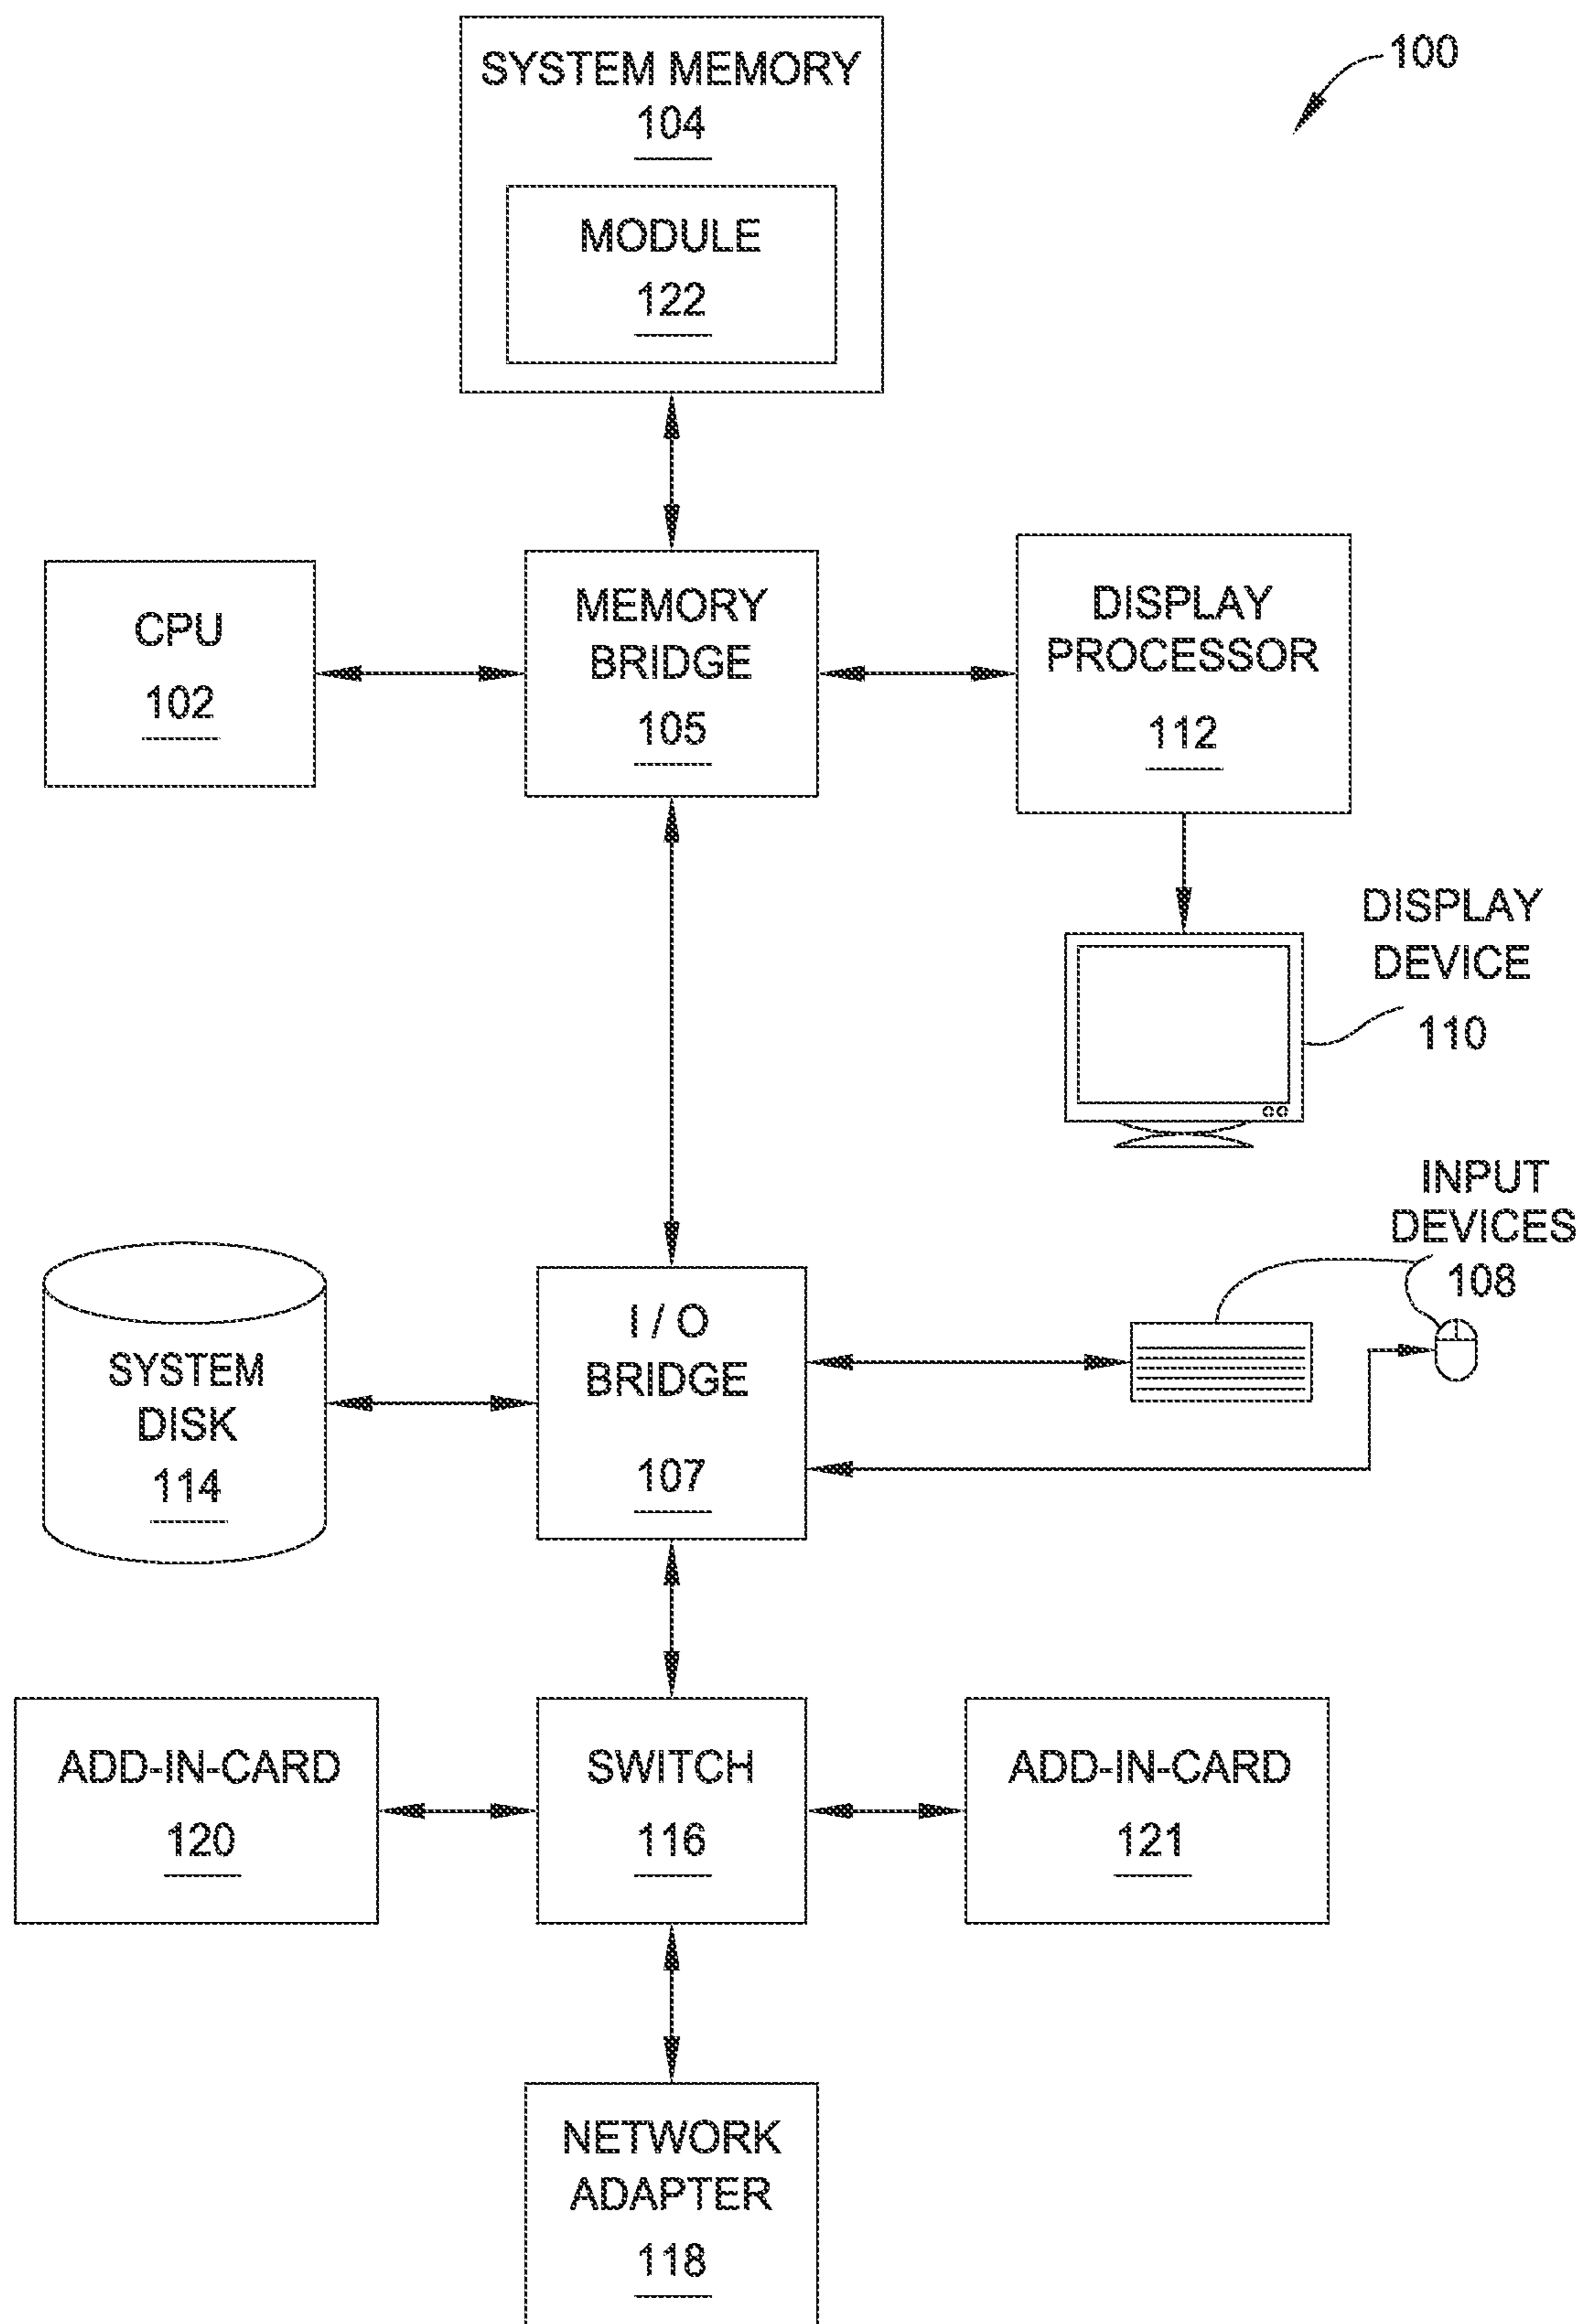 100
SYSTEM MEMORY
104
MODULE
122
CPU
102
MEMORY
BRIDGE
105
DISPLAY
PROCESSOR
112
DISPLAY
DEVICE
110
INPUT
DEVICES
108
SYSTEM
DISK
114
I / O
BRIDGE
107
ADD-IN-CARD
120
SWITCH
116
ADD-IN-CARD
121
NETWORK
ADAPTER
118